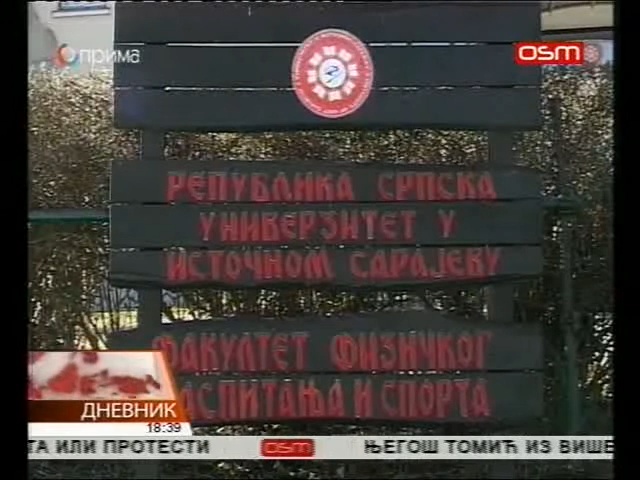 прима
OSM
РЕПУБЛИКА СРПСКА
УНИВЕРЗИТЕТ У
ИСТОЧНОМ САРАЈЕВУ
ФАКУЛТЕТ ФИЗИЧКОГ
ВАСПИТАЊА И СПОРТА
ДНЕВНИК
18:39
ТА ИЛИ ПРОТЕСТИ OSM ЊЕГОШ ТОМИЋ ИЗ ВИШЕ